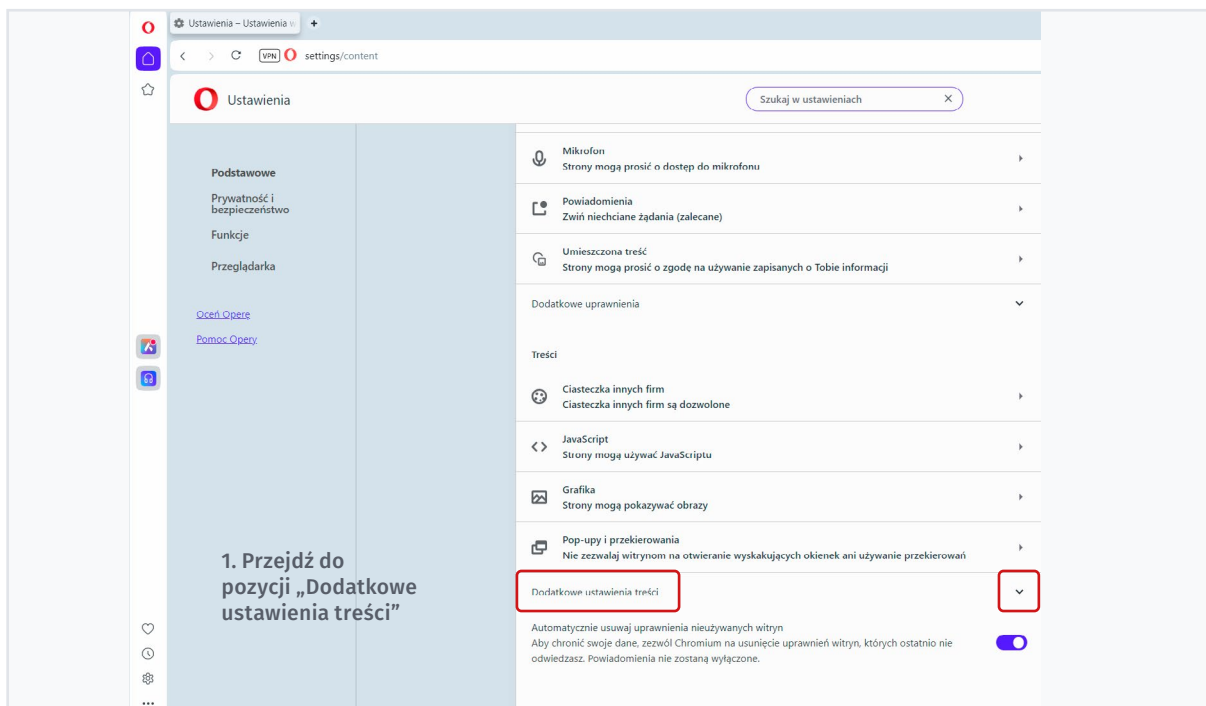 Ustawienia – Ustawienia w
VPN settings/content
Ustawienia
Szukaj w ustawieniach
Podstawowe
Prywatność i
bezpieczeństwo
Funkcje
Przeglądarka
Oceń Operę
Pomoc Opery
Mikrofon
Strony mogą prosić o dostęp do mikrofonu
Powiadomienia
Zwiń niechciane żądania (zalecane)
Umieszczona treść
Strony mogą prosić o zgodę na używanie zapisanych o Tobie informacji
Dodatkowe uprawnienia
Treści
Ciasteczka innych firm
Ciasteczka innych firm są dozwolone
JavaScript
Strony mogą używać JavaScriptu
Grafika
Strony mogą pokazywać obrazy
Pop-upy i przekierowania
Nie zezwalaj witrynom na otwieranie wyskakujących okienek ani używanie przekierowań
1. Przejdź do
pozycji „Dodatkowe
ustawienia treści”
Dodatkowe ustawienia treści
Automatycznie usuwaj uprawnienia nieużywanych witryn
Aby chronić swoje dane, zezwól Chromium na usunięcie uprawnień witryn, których ostatnio nie
odwiedzasz. Powiadomienia nie zostaną wyłączone.